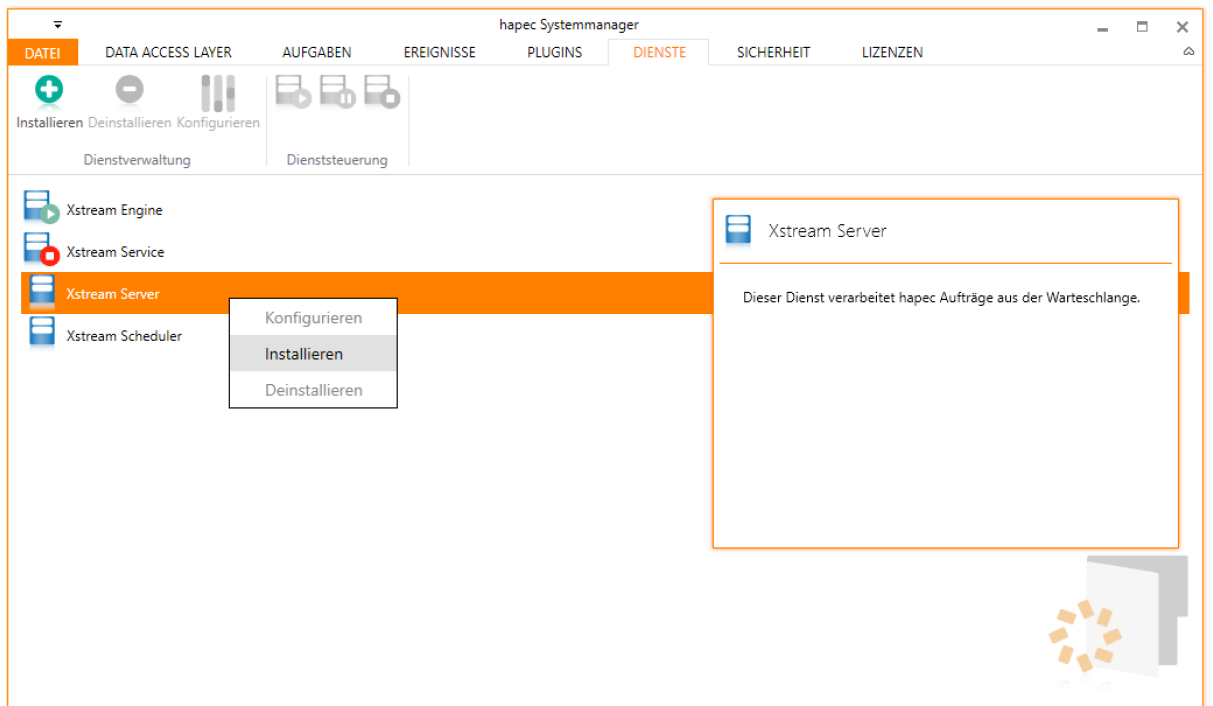 hapec Systemmanager
DATEI DATA ACCESS LAYER AUFGABEN EREIGNISSE PLUGINS DIENSTE SICHERHEIT LIZENZEN
Installieren Deinstallieren Konfigurieren
Dienstverwaltung Dienststeuerung
Xstream Engine
Xstream Service
Xstream Server
Xstream Scheduler
Konfigurieren
Installieren
Deinstallieren
Xstream Server
Dieser Dienst verarbeitet hapec Aufträge aus der Warteschlange.